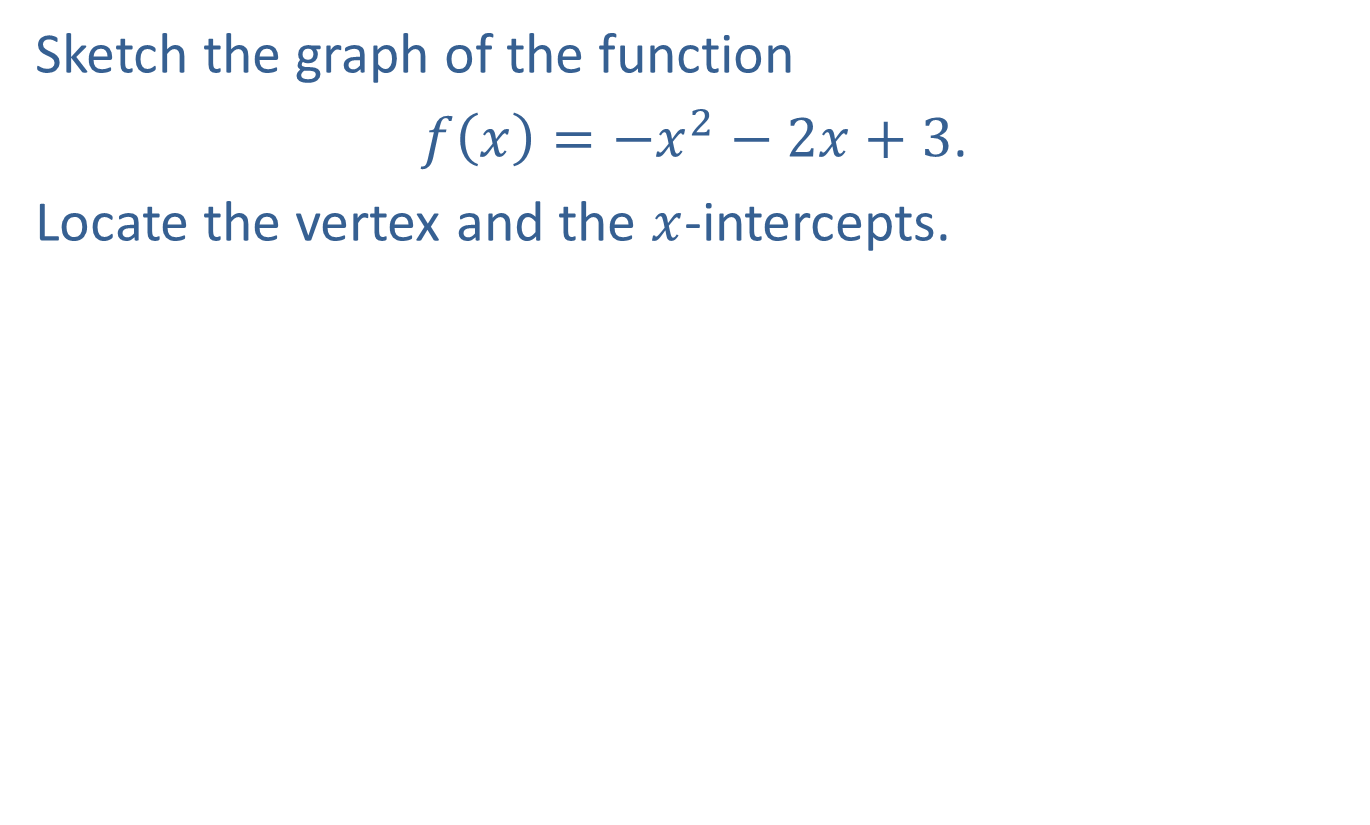 Sketch the graph of the function
f(x) = −x² − 2x + 3.
Locate the vertex and the x-intercepts.